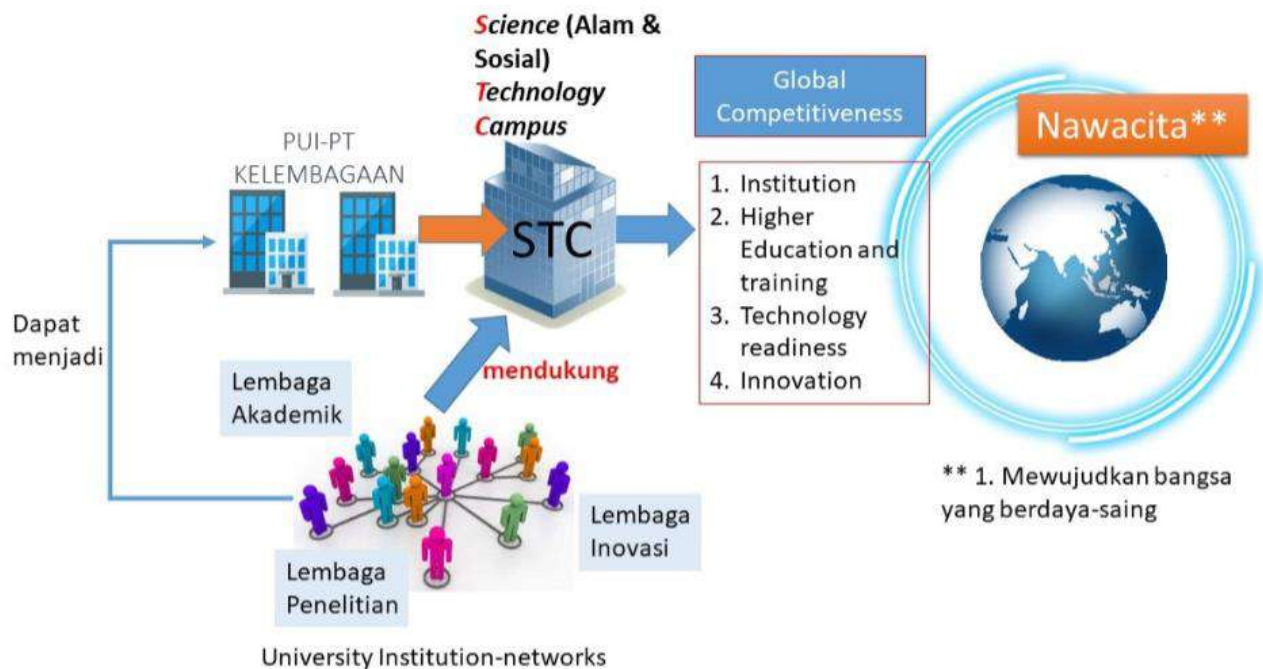 Science (Alam &
Sosial)
Technology
Campus
PUI-PT
KELEMBAGAAN
STC
Global
Competitiveness
Nawacita**
1. Institution
2. Higher
Education and
training
3. Technology
readiness
4. Innovation
Dapat
menjadi
mendukung
Lembaga
Akademik
Lembaga
Inovasi
Lembaga
Penelitian
University Institution-networks
** 1. Mewujudkan bangsa
yang berdaya-saing